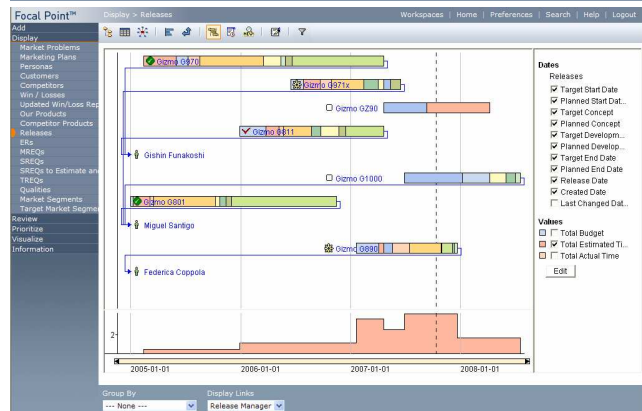 Focal Point™
Display > Releases
Workspaces | Home | Preferences | Search | Help | Logout
Add
Display
Market Problems
Marketing Plans
Personas
Customers
Competitors
Win / Losses
Updated Win/Loss Rep
Our Products
Competitor Products
Releases
ERs
MREQs
SREQs
SREQs to Estimate an
TREQs
Qualities
Market Segments
Target Market Segme
Review
Prioritize
Visualize
Information
Gizmo G970
Gizmo G971x
Gizmo GZ90
Gizmo G811
Gishin Funakoshi
Gizmo G1000
Gizmo G801
Miguel Santigo
Gizmo G890
Federica Coppola
2
2005-01-01
2006-01-01
2007-01-01
2008-01-01
Dates
Releases
Target Start Date
Planned Start Dat...
Target Concept
Planned Concept
Target Developm...
Planned Develop...
Target End Date
Planned End Date
Release Date
Created Date
Last Changed Dat...
Values
Total Budget
Total Estimated Ti...
Total Actual Time
Edit
Group By
--- None ---
Display Links
Release Manager